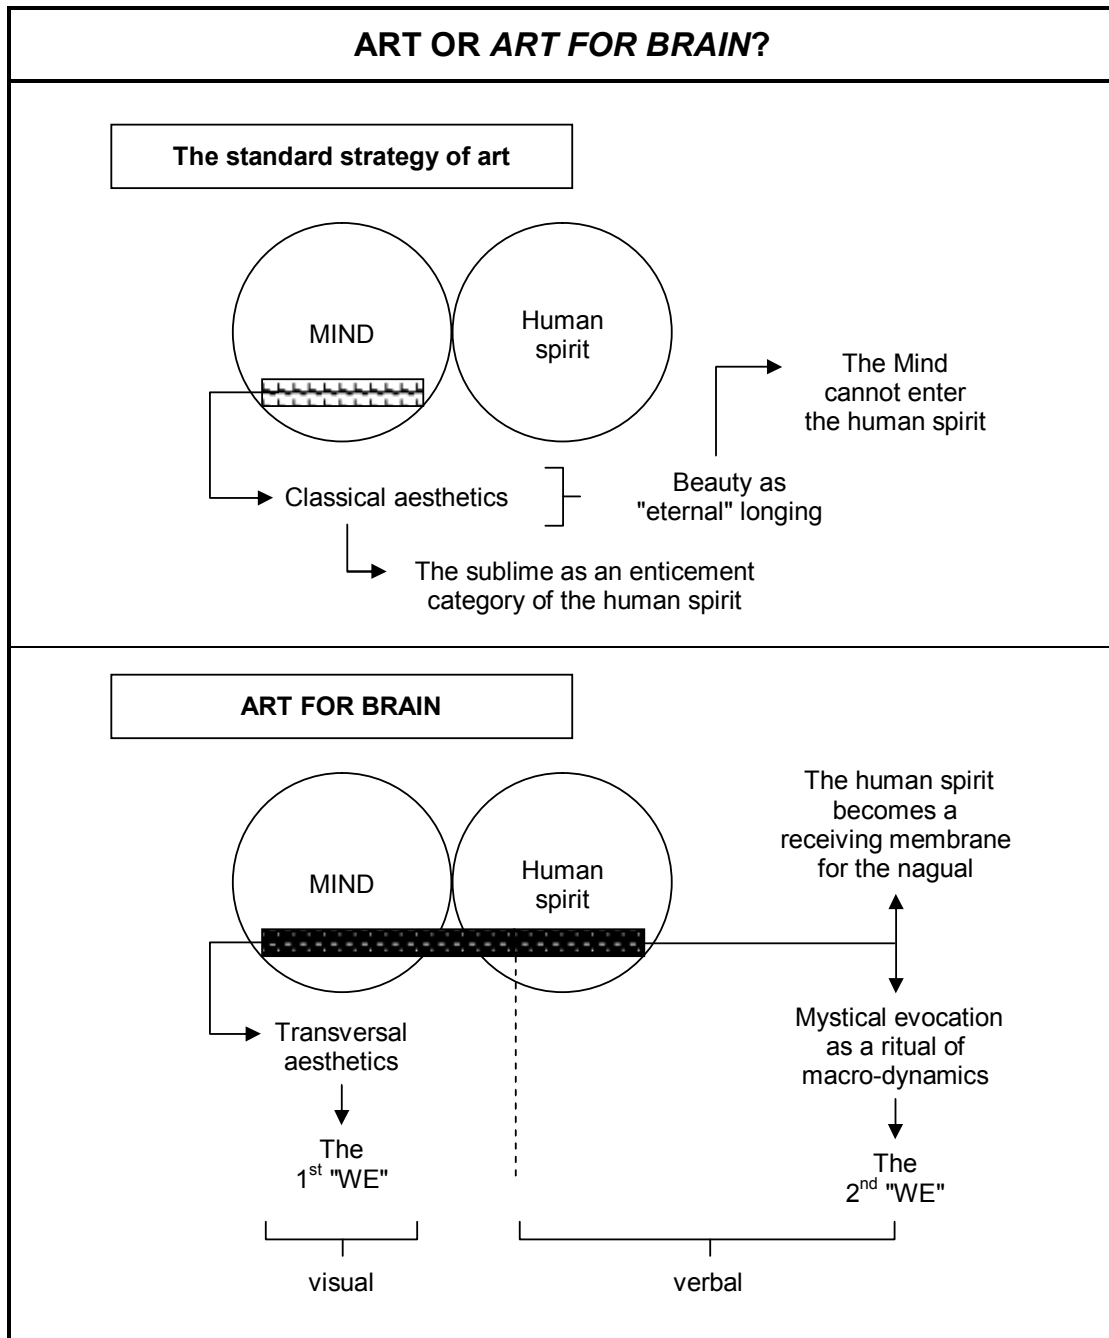 ART OR ART FOR BRAIN?
The standard strategy of art
MIND
Human
spirit
The Mind
cannot enter
the human spirit
Classical aesthetics
Beauty as
"eternal" longing
The sublime as an enticement
category of the human spirit
ART FOR BRAIN
MIND
Human
spirit
The human spirit
becomes a
receiving membrane
for the nagual
Transversal
aesthetics
Mystical evocation
as a ritual of
macro-dynamics
The
1st "WE"
The
2nd "WE"
visual
verbal